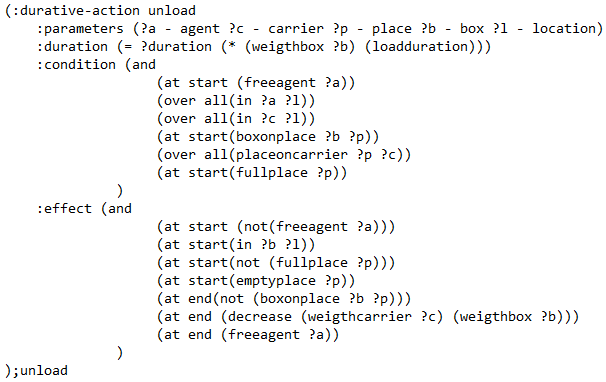 (:durative-action unload
    :parameters (?a - agent ?c - carrier ?p - place ?b - box ?l - location)
    :duration (= ?duration (* (weigthbox ?b) (loadduration)))
    :condition (and
                   (at start (freeagent ?a))
                   (over all(in ?a ?l))
                   (over all(in ?c ?l))
                   (at start(boxonplace ?b ?p))
                   (over all(placeoncarrier ?p ?c))
                   (at start(fullplace ?p))
              )
    :effect (and
                   (at start (not(freeagent ?a)))
                   (at start(in ?b ?l))
                   (at start(not (fullplace ?p)))
                   (at start(emptyplace ?p))
                   (at end(not (boxonplace ?b ?p)))
                   (at end (decrease (weigthcarrier ?c) (weigthbox ?b)))
                   (at end (freeagent ?a))
              )
);unload